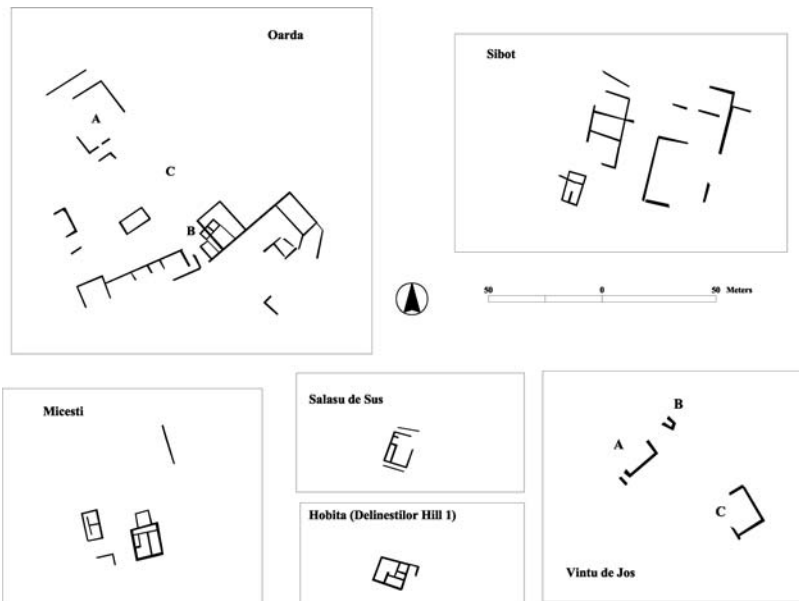 Oarda
A
C
B
Sibot
50 0 50 Meters
Micesti
Salasu de Sus
Hobita (Delinestilor Hill 1)
B
A
C
Vintu de Jos